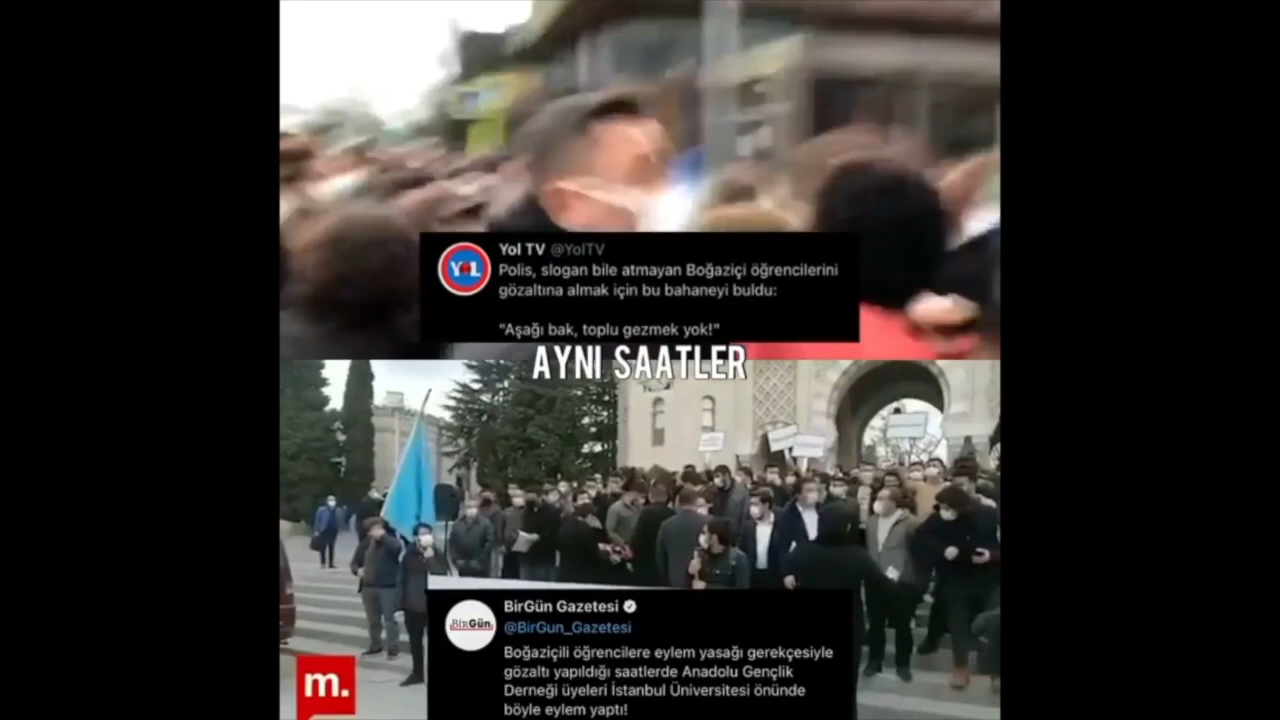 Yol TV @YolTV
YOL
Polis, slogan bile atmayan Boğaziçi öğrencilerini
gözaltına almak için bu bahaneyi buldu:
"Aşağı bak, toplu gezmek yok!"
AYNI SAATLER
BirGün Gazetesi
BirGün
@BirGun_Gazetesi
Boğaziçili öğrencilere eylem yasağı gerekçesiyle
gözaltı yapıldığı saatlerde Anadolu Gençlik
Derneği üyeleri İstanbul Üniversitesi önünde
böyle eylem yaptı!
m.